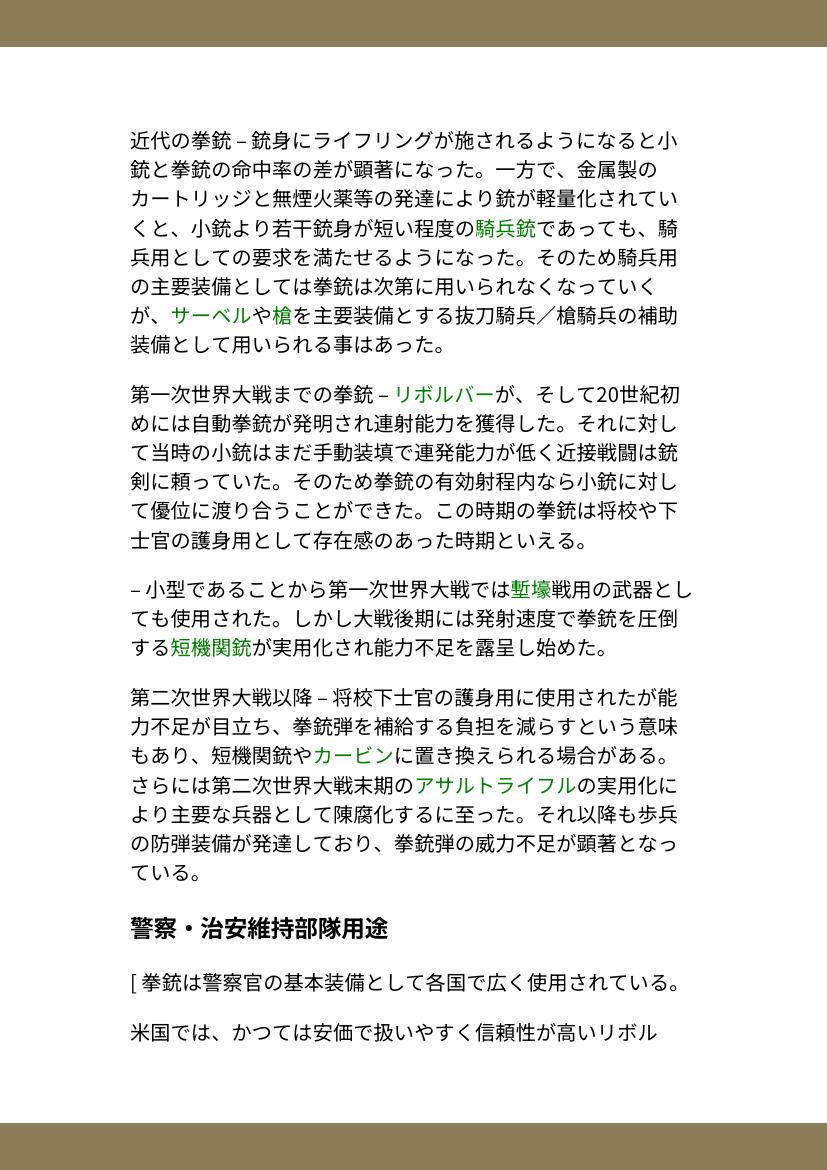 近代の拳銃 – 銃身にライフリングが施されるようになると小
銃と拳銃の命中率の差が顕著になった。一方で、金属製の
カートリッジと無煙火薬等の発達により銃が軽量化されてい
くと、小銃より若干銃身が短い程度の騎兵銃であっても、騎
兵用としての要求を満たせるようになった。そのため騎兵用
の主要装備としては拳銃は次第に用いられなくなっていく
が、サーベルや槍を主要装備とする抜刀騎兵／槍騎兵の補助
装備として用いられる事はあった。
第一次世界大戦までの拳銃 – リボルバーが、そして20世紀初
めには自動拳銃が発明され連射能力を獲得した。それに対し
て当時の小銃はまだ手動装填で連発能力が低く近接戦闘は銃
剣に頼っていた。そのため拳銃の有効射程内なら小銃に対し
て優位に渡り合うことができた。この時期の拳銃は将校や下
士官の護身用として存在感のあった時期といえる。
– 小型であることから第一次世界大戦では塹壕戦用の武器とし
ても使用された。しかし大戦後期には発射速度で拳銃を圧倒
する短機関銃が実用化され能力不足を露呈し始めた。
第二次世界大戦以降 – 将校下士官の護身用に使用されたが能
力不足が目立ち、拳銃弾を補給する負担を減らすという意味
もあり、短機関銃やカービンに置き換えられる場合がある。
さらには第二次世界大戦末期のアサルトライフルの実用化に
より主要な兵器として陳腐化するに至った。それ以降も歩兵
の防弾装備が発達しており、拳銃弾の威力不足が顕著となっ
ている。
警察・治安維持部隊用途
[ 拳銃は警察官の基本装備として各国で広く使用されている。
米国では、かつては安価で扱いやすく信頼性が高いリボル